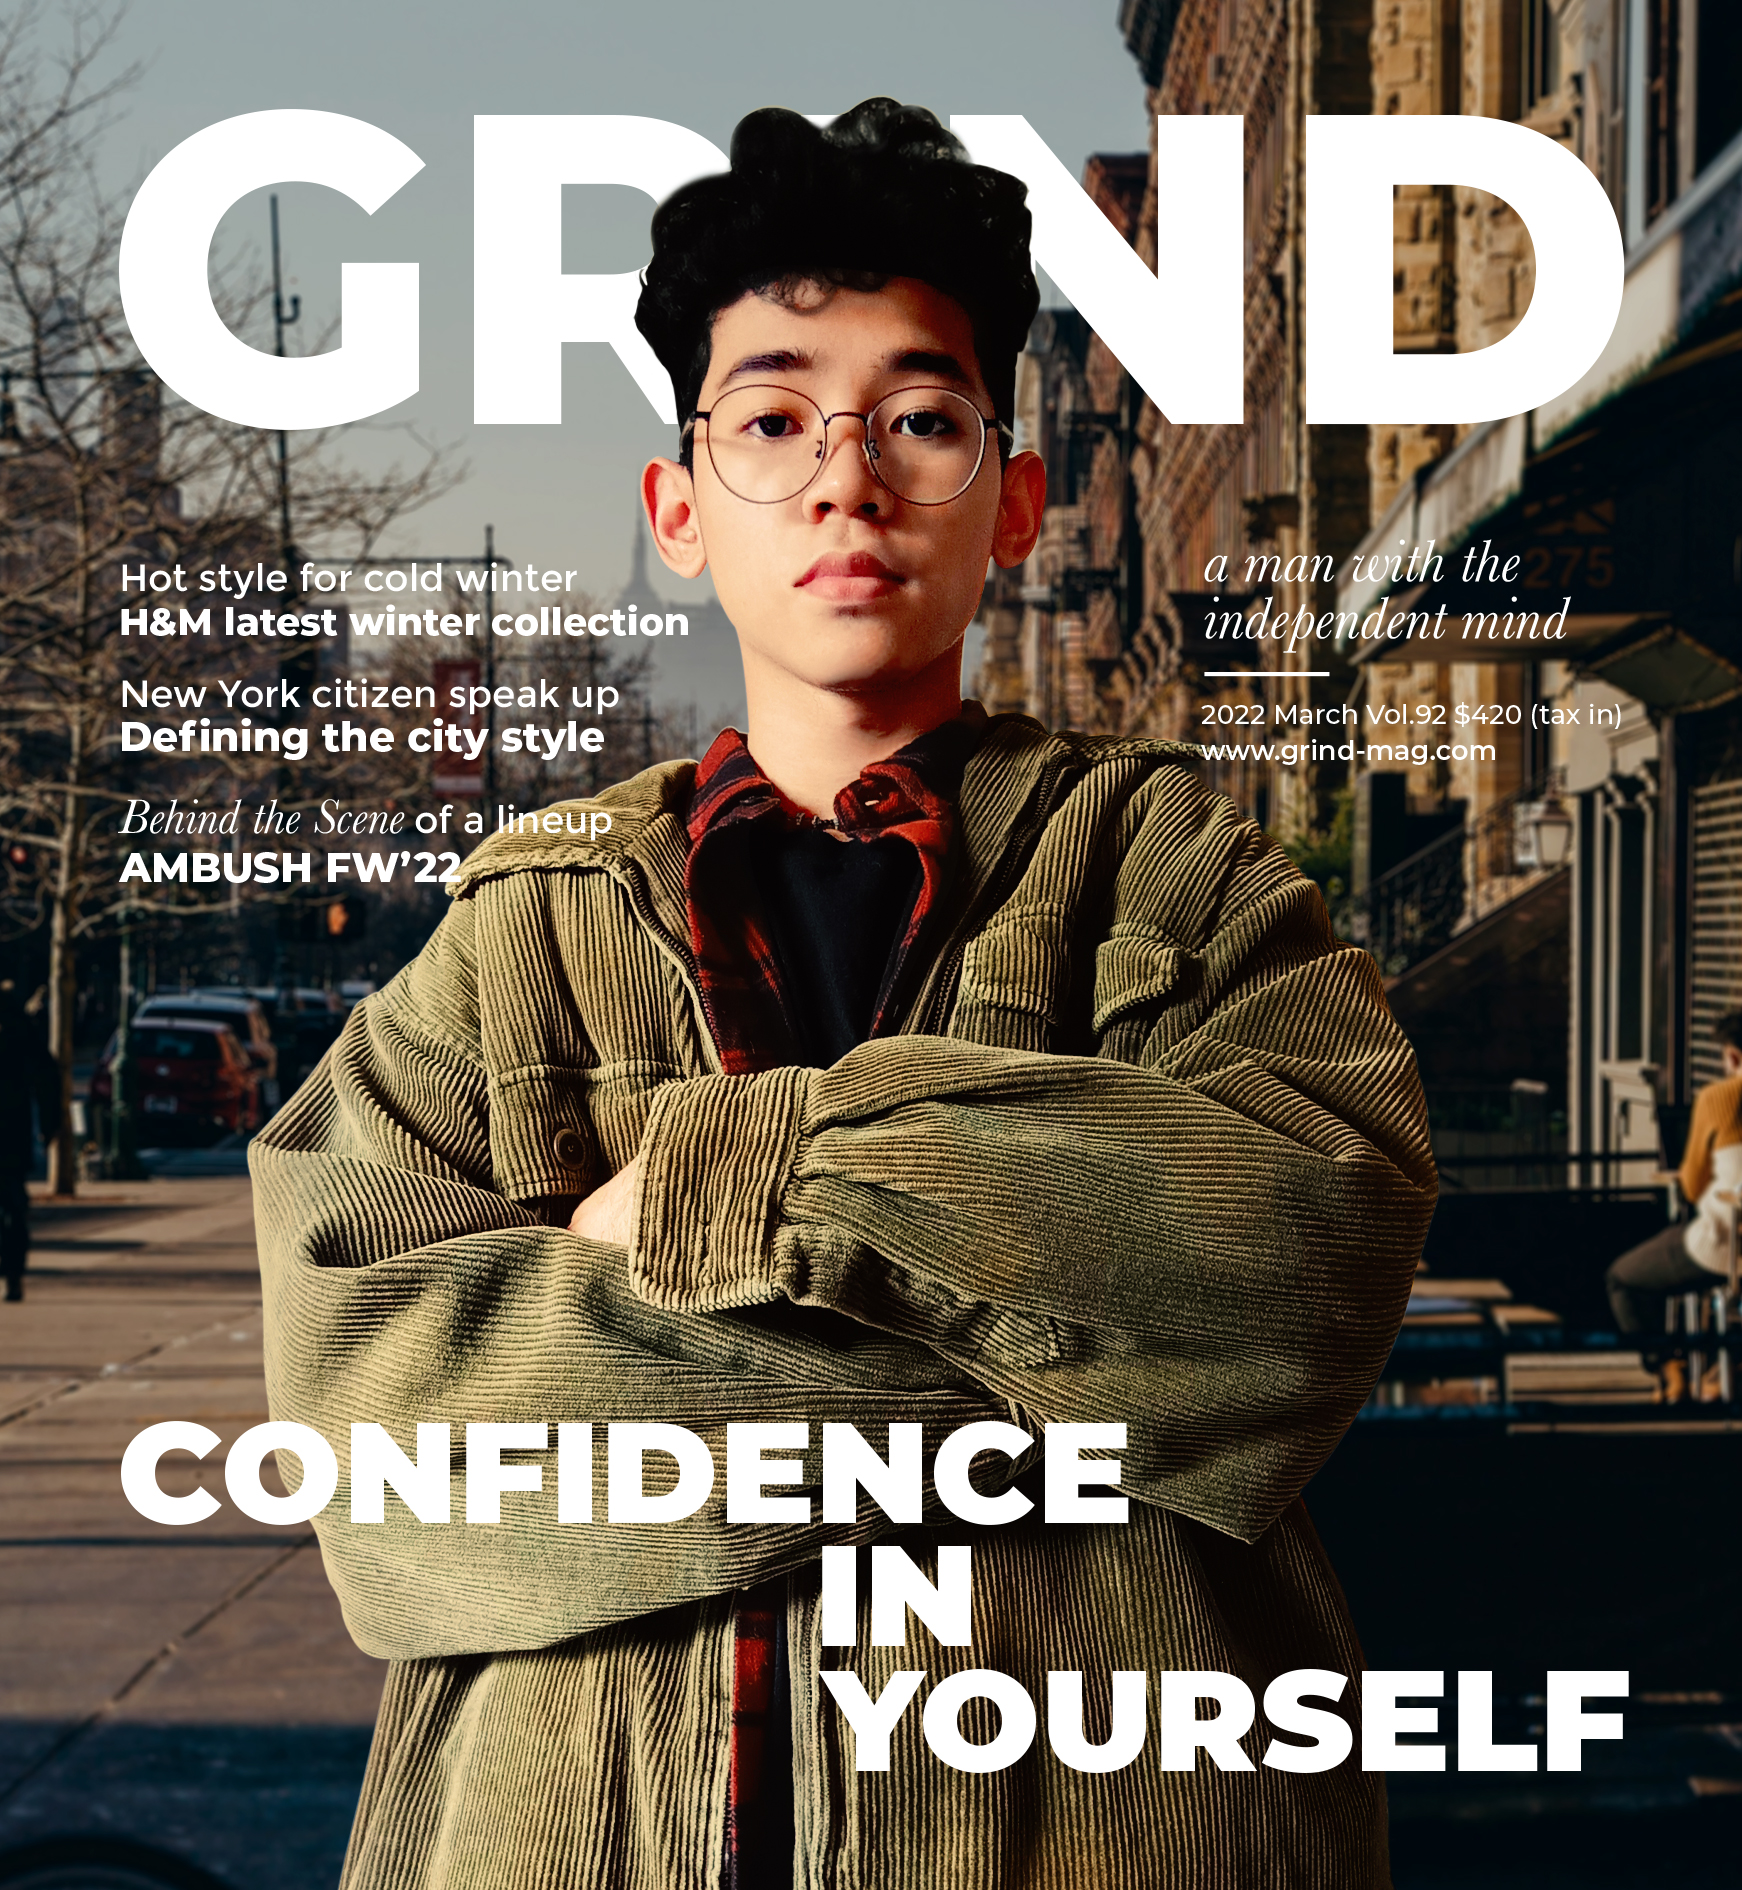 GRIND
Hot style for cold winter
H&M latest winter collection
New York citizen speak up
Defining the city style
Behind the Scene of a lineup
AMBUSH FW’22
a man with the
independent mind
2022 March Vol.92 $420 (tax in)
www.grind-mag.com
275
CONFIDENCE
IN
YOURSELF